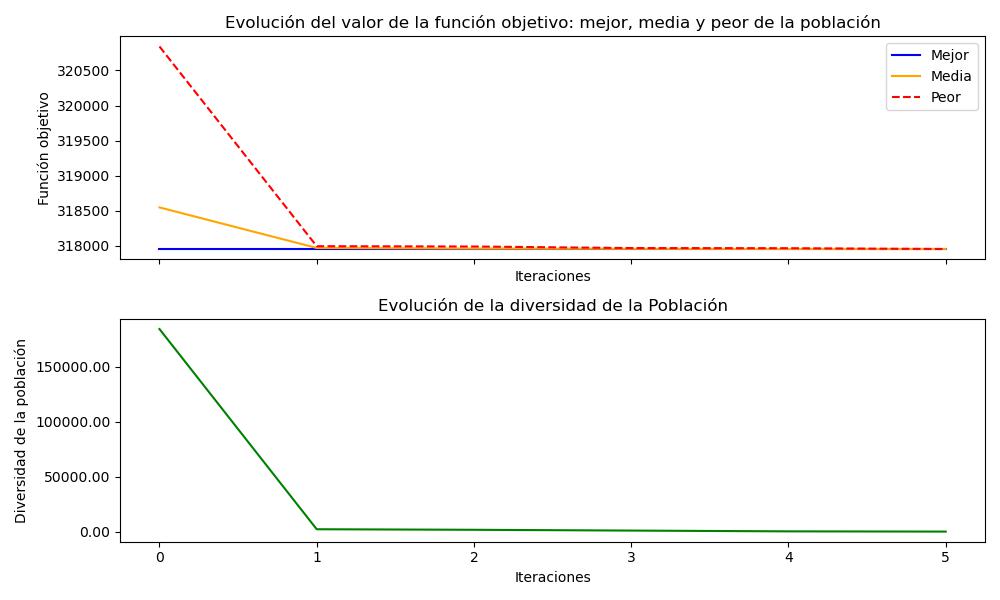 Evolución del valor de la función objetivo: mejor, media y peor de la población
Función objetivo
320500
320000
319500
319000
318500
318000
Mejor
Media
Peor
Iteraciones
Evolución de la diversidad de la Población
Diversidad de la población
150000.00
100000.00
50000.00
0.00
0 1 2 3 4 5
Iteraciones